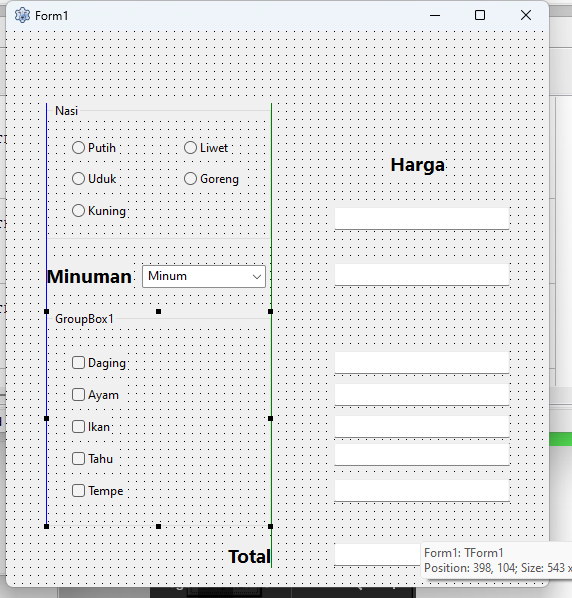 Form1
Nasi
Putih
Liwet
Harga
Uduk
Goreng
Kuning
Minuman
Minum
GroupBox1
Daging
Ayam
Ikan
Tahu
Tempe
Total
Form1: TForm1
Position: 398, 104; Size: 543 x